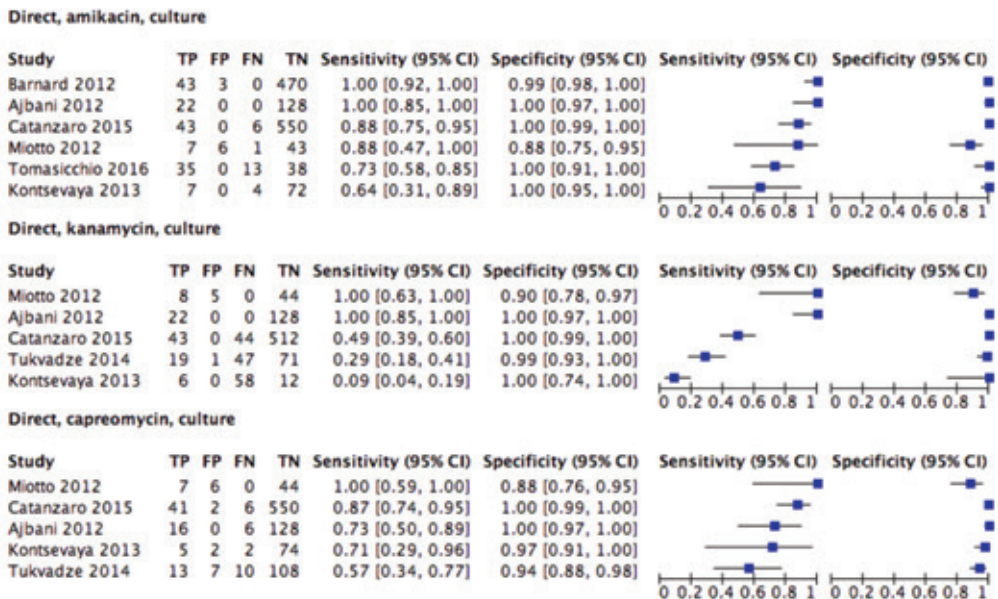 Direct, amikacin, culture
Study TP FP FN TN Sensitivity (95% CI) Specificity (95% CI) Sensitivity (95% CI) Specificity (95% CI)
Barnard 2012 43 3 0 470 1.00 [0.92, 1.00] 0.99 [0.98, 1.00]
Ajbani 2012 22 0 0 128 1.00 [0.85, 1.00] 1.00 [0.97, 1.00]
Catanzaro 2015 43 0 6 550 0.88 [0.75, 0.95] 1.00 [0.99, 1.00]
Miotto 2012 7 6 1 43 0.88 [0.47, 1.00] 0.88 [0.75, 0.95]
Tomasicchio 2016 35 0 13 38 0.73 [0.58, 0.85] 1.00 [0.91, 1.00]
Kontsevaya 2013 7 0 4 72 0.64 [0.31, 0.89] 1.00 [0.95, 1.00]
0 0.2 0.4 0.6 0.8 1 0 0.2 0.4 0.6 0.8 1
Direct, kanamycin, culture
Study TP FP FN TN Sensitivity (95% CI) Specificity (95% CI) Sensitivity (95% CI) Specificity (95% CI)
Miotto 2012 8 5 0 44 1.00 [0.63, 1.00] 0.90 [0.78, 0.97]
Ajbani 2012 22 0 0 128 1.00 [0.85, 1.00] 1.00 [0.97, 1.00]
Catanzaro 2015 43 0 44 512 0.49 [0.39, 0.60] 1.00 [0.99, 1.00]
Tukvadze 2014 19 1 47 71 0.29 [0.18, 0.41] 0.99 [0.93, 1.00]
Kontsevaya 2013 6 0 58 12 0.09 [0.04, 0.19] 1.00 [0.74, 1.00]
0 0.2 0.4 0.6 0.8 1 0 0.2 0.4 0.6 0.8 1
Direct, capreomycin, culture
Study TP FP FN TN Sensitivity (95% CI) Specificity (95% CI) Sensitivity (95% CI) Specificity (95% CI)
Miotto 2012 7 6 0 44 1.00 [0.59, 1.00] 0.88 [0.76, 0.95]
Catanzaro 2015 41 2 6 550 0.87 [0.74, 0.95] 1.00 [0.99, 1.00]
Ajbani 2012 16 0 6 128 0.73 [0.50, 0.89] 1.00 [0.97, 1.00]
Kontsevaya 2013 5 2 2 74 0.71 [0.29, 0.96] 0.97 [0.91, 1.00]
Tukvadze 2014 13 7 10 108 0.57 [0.34, 0.77] 0.94 [0.88, 0.98]
0 0.2 0.4 0.6 0.8 1 0 0.2 0.4 0.6 0.8 1